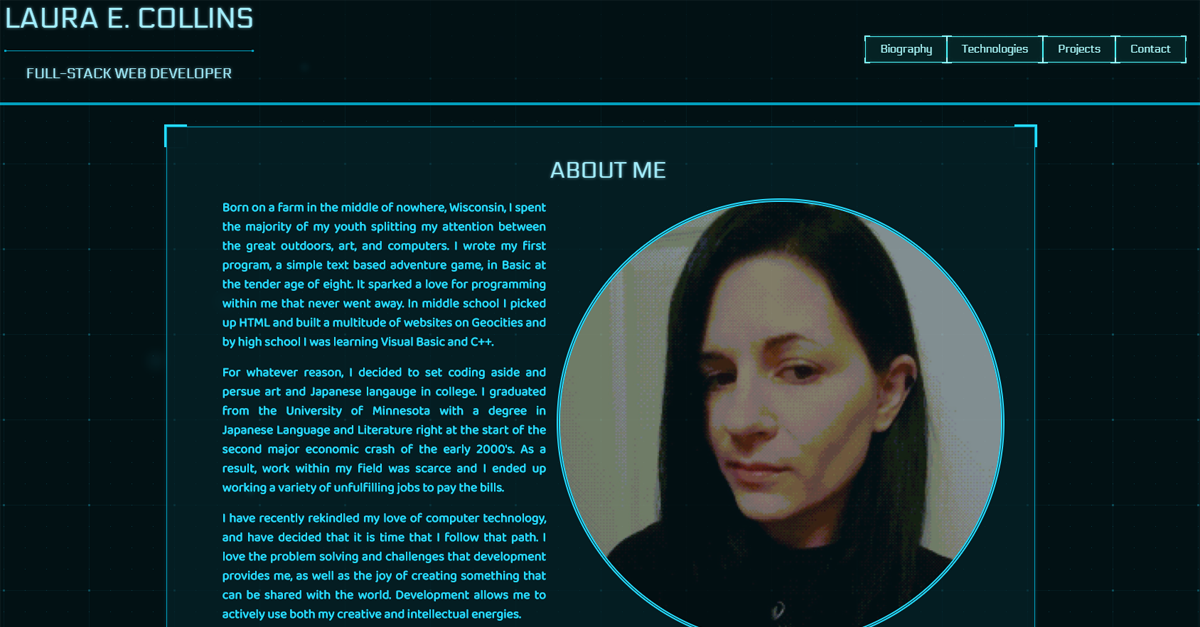 LAURA E. COLLINS
FULL-STACK WEB DEVELOPER
Biography
Technologies
Projects
Contact
ABOUT ME
Born on a farm in the middle of nowhere, Wisconsin, I spent
the majority of my youth splitting my attention between
the great outdoors, art, and computers. I wrote my first
program, a simple text based adventure game, in Basic at
the tender age of eight. It sparked a love for programming
within me that never went away. In middle school I picked
up HTML and built a multitude of websites on Geocities and
by high school I was learning Visual Basic and C++.
For whatever reason, I decided to set coding aside and
persue art and Japanese langauge in college. I graduated
from the University of Minnesota with a degree in
Japanese Language and Literature right at the start of the
second major economic crash of the early 2000's. As a
result, work within my field was scarce and I ended up
working a variety of unfulfilling jobs to pay the bills.
I have recently rekindled my love of computer technology,
and have decided that it is time that I follow that path. I
love the problem solving and challenges that development
provides me, as well as the joy of creating something that
can be shared with the world. Development allows me to
actively use both my creative and intellectual energies.